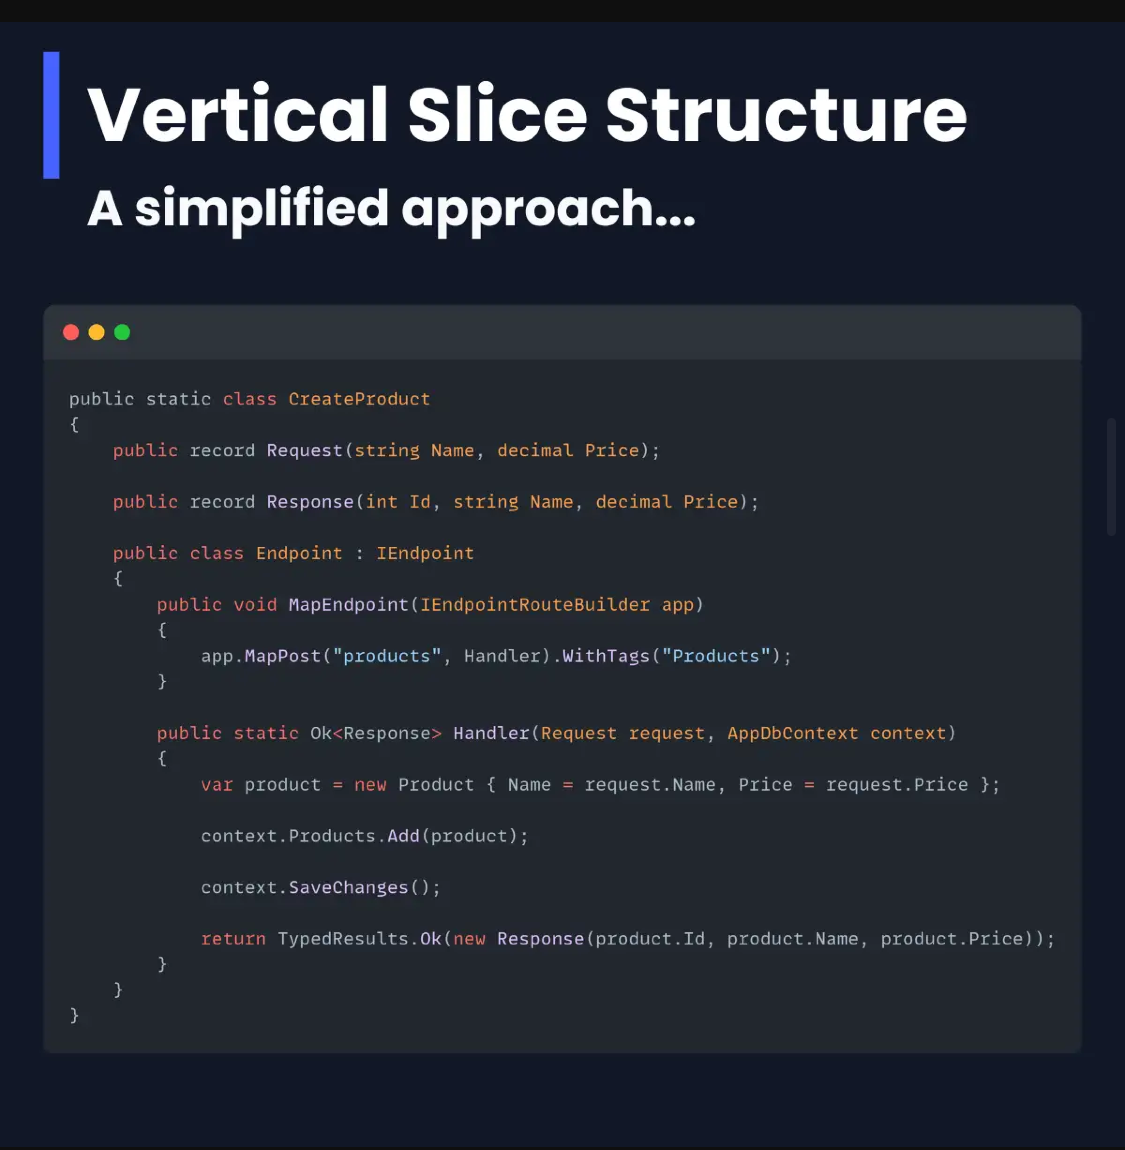 Vertical Slice Structure
A simplified approach...
public static class CreateProduct
{
    public record Request(string Name, decimal Price);
    public record Response(int Id, string Name, decimal Price);
    public class Endpoint : IEndpoint
    {
        public void MapEndpoint(IEndpointRouteBuilder app)
        {
            app.MapPost("products", Handler).WithTags("Products");
        }
        public static Ok<Response> Handler(Request request, AppDbContext context)
        {
            var product = new Product { Name = request.Name, Price = request.Price };
            context.Products.Add(product);
            context.SaveChanges();
            return TypedResults.Ok(new Response(product.Id, product.Name, product.Price));
        }
    }
}